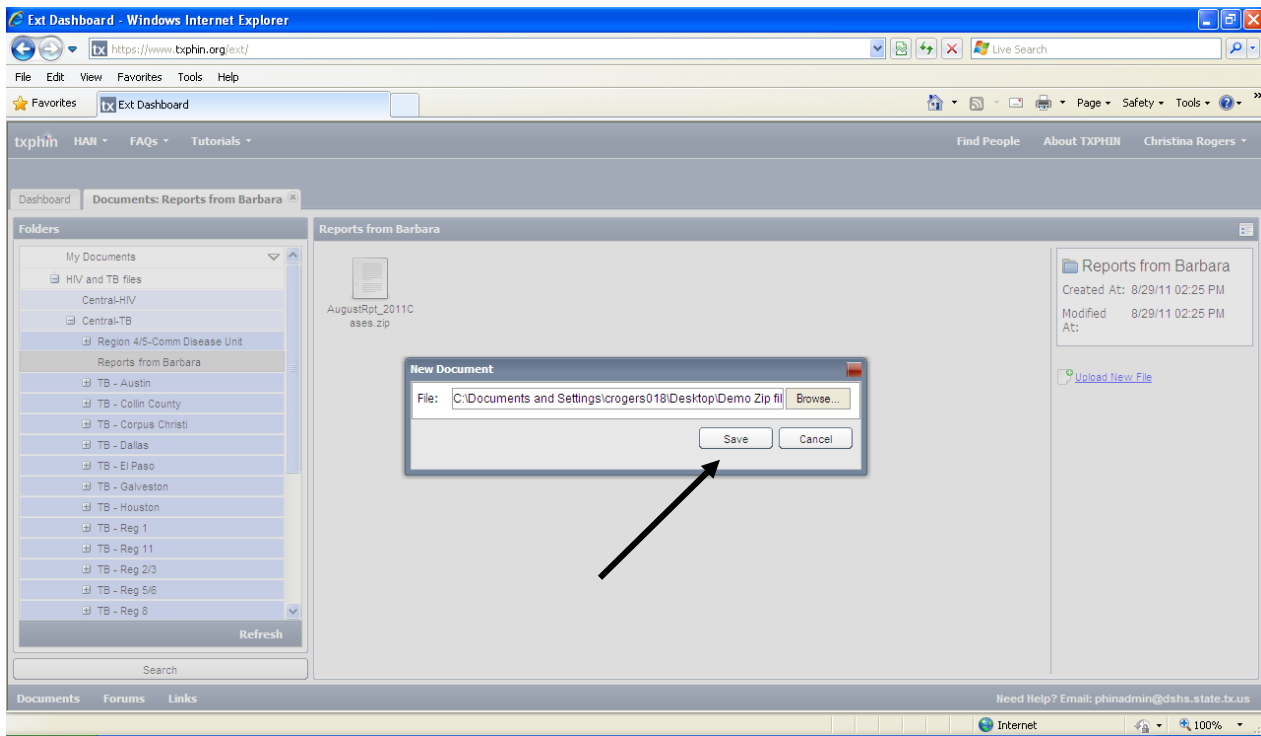 Ext Dashboard - Windows Internet Explorer
tx https://www.txphin.org/ext/
Live Search
File Edit View Favorites Tools Help
Favorites tx Ext Dashboard Page Safety Tools »
txphin HAN FAQs Tutorials Find People About TXPHIN Christina Rogers
Dashboard Documents: Reports from Barbara
Folders
My Documents
HIV and TB files
Central-HIV
Central-TB
Region 4/5-Comm Disease Unit
Reports from Barbara
TB - Austin
TB - Collin County
TB - Corpus Christi
TB - Dallas
TB - El Paso
TB - Galveston
TB - Houston
TB - Reg 1
TB - Reg 11
TB - Reg 2/3
TB - Reg 5/6
TB - Reg 8
Refresh
Search
Reports from Barbara
AugustRpt_2011C
ases.zip
New Document
File: C:\Documents and Settings\crogers018\Desktop\Demo Zip fil Browse...
Save Cancel
Reports from Barbara
Created At: 8/29/11 02:25 PM
Modified 8/29/11 02:25 PM
At:
Upload New File
Documents Forums Links Need Help? Email: phinadmin@dshs.state.tx.us
Internet 100%